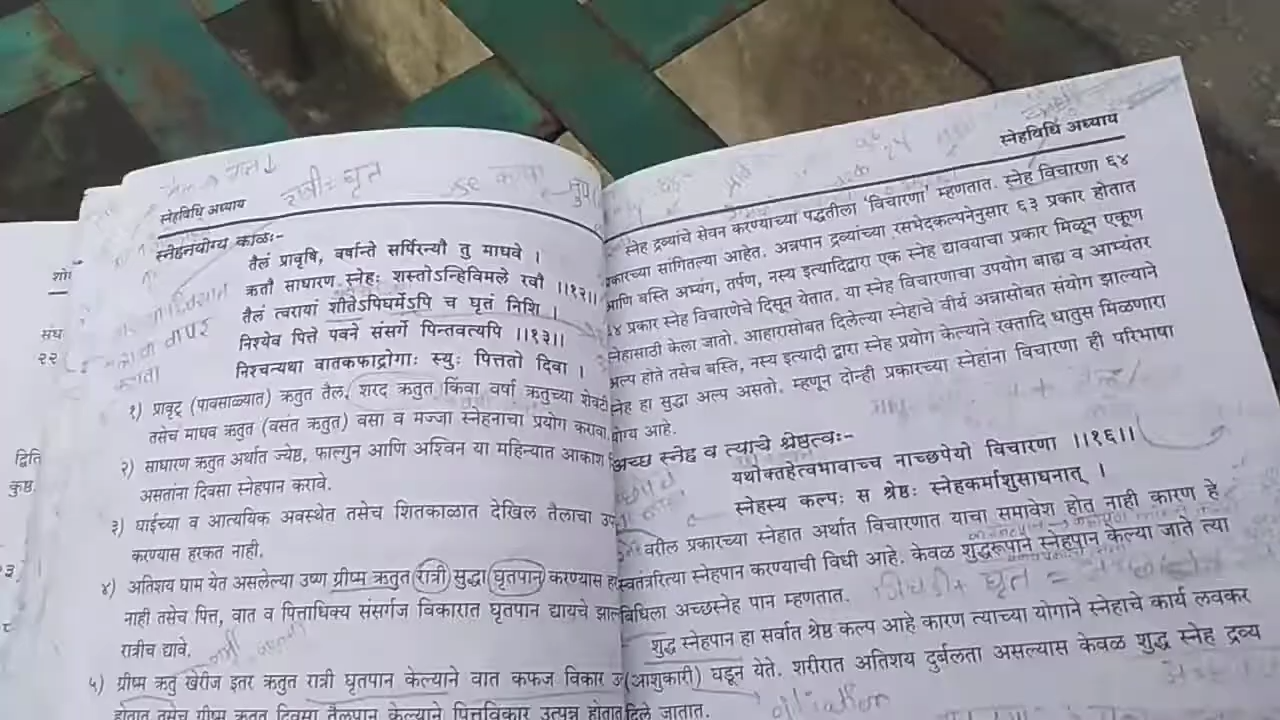 स्नेहविधि अध्याय
रात्री = घृत
स्नेहनयोग्य काळः-
तैलं प्रावृषि, वर्षान्ते सर्पिरन्यौ तु माधवे ।
ऋतौ साधारण स्नेहः शस्तोऽन्हिविमले रवौ ।।१२।।
तैलं त्वरायां शीतेऽपिघर्मेऽपि च घृतं निशि ।
निश्येव पित्ते पवने संसर्गे पिन्तवत्यपि ।।१३।।
निश्चन्यथा वातकफाद्रोगाः स्युः पित्ततो दिवा ।
१) प्रावृट् (पावसाळ्यात) ऋतुत तैल, शरद ऋतुत किंवा वर्षा ऋतुच्या शेवटी
तसेच माधव ऋतुत (वसंत ऋतुत) वसा व मज्जा स्नेहनाचा प्रयोग करावा.
२) साधारण ऋतुत अर्थात ज्येष्ठ, फाल्गुन आणि अश्विन या महिन्यात आकाश
असतांना दिवसा स्नेहपान करावे.
३) घाईच्या व आत्ययिक अवस्थेत तसेच शितकाळात देखिल तैलाचा
करण्यास हरकत नाही.
४) अतिशय घाम येत असलेल्या उष्ण ग्रीष्म ऋतुत रात्री सुद्धा घृतपान करण्यास
नाही तसेच पित्त, वात व पित्ताधिक्य संसर्गज विकारात घृतपान द्यायचे
रात्रीच द्यावे.
५) ग्रीष्म ऋतु खेरीज इतर ऋतुत रात्री घृतपान केल्याने वात कफज विकार
होतात तसेच ग्रीष्म ऋतुत दिवसा तैलपान केल्याने पित्तविकार उत्पन्न होतात
स्नेहविधि अध्याय
स्नेह द्रव्यांचे सेवन करण्याच्या पद्धतीला 'विचारणा' म्हणतात. स्नेह विचारणा ६४
प्रकारच्या सांगितल्या आहेत. अन्नपान द्रव्यांच्या रसभेदकल्पनेनुसार ६३ प्रकार होतात
आणि बस्ति अभ्यंग, तर्पण, नस्य इत्यादिद्वारा एक स्नेह द्यावयाचा प्रकार मिळून एकूण
६४ प्रकार स्नेह विचारणेचे दिसून येतात. या स्नेह विचारणाचा उपयोग बाह्य व आभ्यंतर
स्नेहासाठी केला जातो. आहारासोबत दिलेल्या स्नेहाचे वीर्य अन्नासोबत संयोग झाल्याने
अल्प होते तसेच बस्ति, नस्य इत्यादी द्वारा स्नेह प्रयोग केल्याने रक्तादि धातुस मिळणारा
स्नेह हा सुद्धा अल्प असतो. म्हणून दोन्ही प्रकारच्या स्नेहांना विचारणा ही परिभाषा
योग्य आहे.
अच्छ स्नेह व त्याचे श्रेष्ठत्वः-
यथोक्तहेत्वभावाच्च नाच्छपेयो विचारणा ।।१६।।
स्नेहस्य कल्पः स श्रेष्ठः स्नेहकर्माशुसाधनात् ।
वरील प्रकारच्या स्नेहात अर्थात विचारणात याचा समावेश होत नाही कारण हे
स्वतंत्ररित्या स्नेहपान करण्याची विधी आहे. केवळ शुद्धरूपाने स्नेहपान केल्या जाते त्या
विधिला अच्छस्नेह पान म्हणतात.
शुद्ध स्नेहपान हा सर्वात श्रेष्ठ कल्प आहे कारण त्याच्या योगाने स्नेहाचे कार्य लवकर
(आशुकारी) घडून येते. शरीरात अतिशय दुर्बलता असल्यास केवळ शुद्ध स्नेह द्रव्य
दिले जातात.